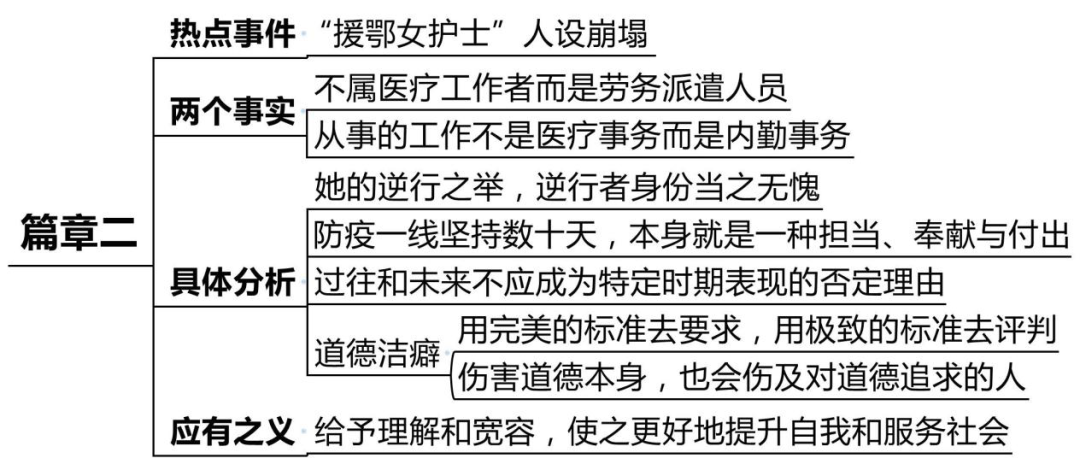 热点事件
“援鄂女护士”人设崩塌
两个事实
不属医疗工作者而是劳务派遣人员
从事的工作不是医疗事务而是内勤事务
篇章二
具体分析
她的逆行之举，逆行者身份当之无愧
防疫一线坚持数十天，本身就是一种担当、奉献与付出
过往和未来不应成为特定时期表现的否定理由
道德洁癖
用完美的标准去要求，用极致的标准去评判
伤害道德本身，也会伤及对道德追求的人
应有之义
给予理解和宽容，使之更好地提升自我和服务社会